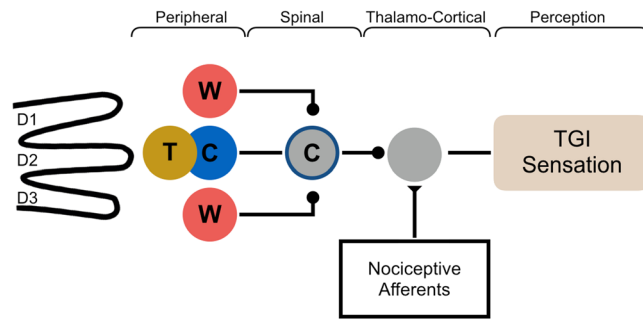 Peripheral Spinal Thalamo-Cortical Perception
D1
D2
D3
W
T C
W
C
TGI
Sensation
Nociceptive
Afferents